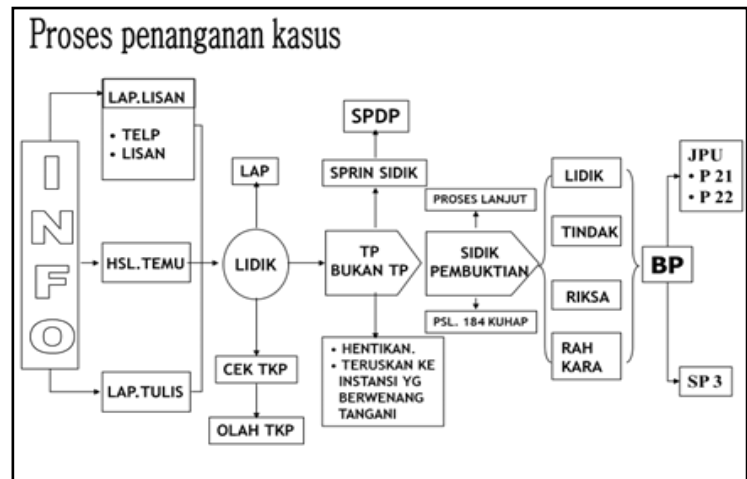 Proses penanganan kasus
INFO
LAP.LISAN
• TELP
• LISAN
HSL.TEMU
LAP.TULIS
LAP
LIDIK
CEK TKP
OLAH TKP
SPDP
SPRIN SIDIK
TP
BUKAN TP
• HENTIKAN.
• TERUSKAN KE
INSTANSI YG
BERWENANG
TANGANI
PROSES LANJUT
SIDIK
PEMBUKTIAN
PSL. 184 KUHAP
LIDIK
TINDAK
RIKSA
RAH
KARA
BP
JPU
• P 21
• P 22
SP 3